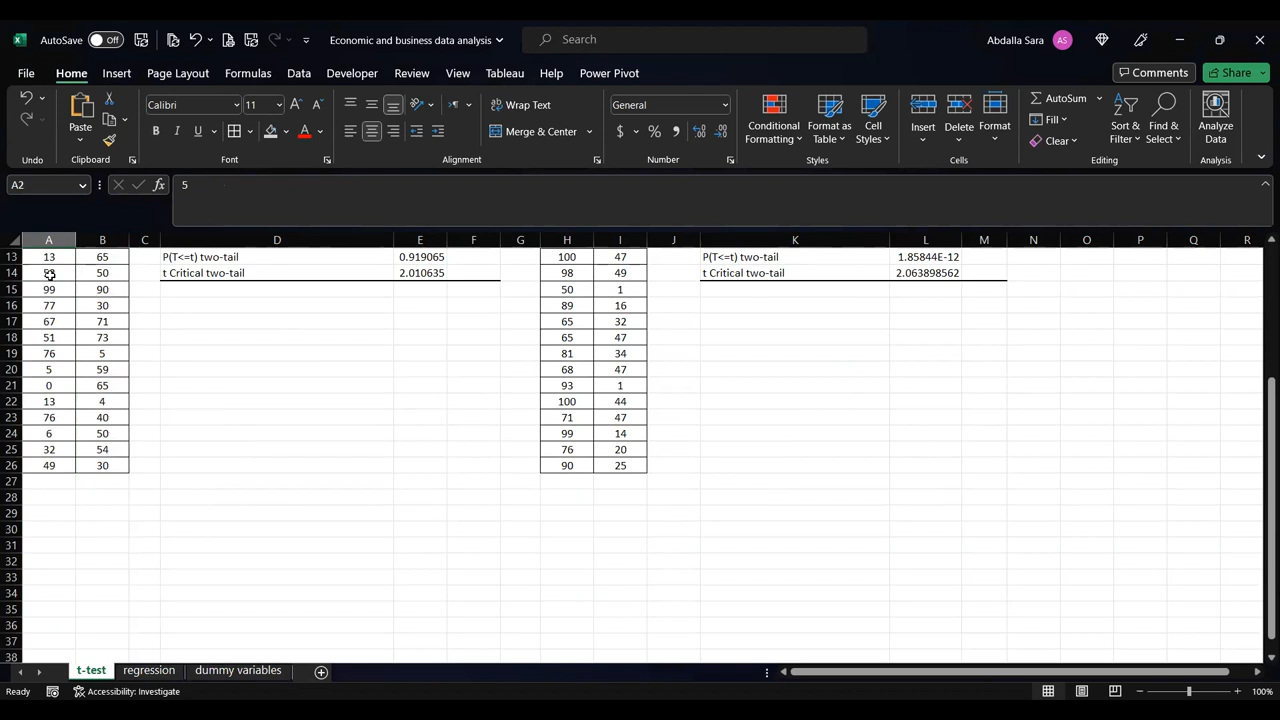 AutoSave Off Economic and business data analysis Search Abdalla Sara AS
File Home Insert Page Layout Formulas Data Developer Review View Developer Tableau Help Power Pivot Comments Share
Calibri 11 Wrap Text General AutoSum
Paste B I U Merge & Center $ % Conditional Formatting Format as Table Cell Styles Insert Delete Format Fill Clear Sort & Filter Find & Select Analyze Data
Undo Clipboard Font Alignment Number Styles Cells Editing Analysis
A2 fx 5
A B C D E F G H I J K L M N O P Q R
13 13 65 P(T<=t) two-tail 0.919065 100 47 P(T<=t) two-tail 1.85844E-12
14 50 t Critical two-tail 2.010635 98 49 t Critical two-tail 2.063898562
15 99 90 50 1
16 77 30 89 16
17 67 71 65 32
18 51 73 65 47
19 76 5 81 34
20 5 59 68 47
21 0 65 93 1
22 13 4 100 44
23 76 40 71 47
24 6 50 99 14
25 32 54 76 20
26 49 30 90 25
27
28
29
30
31
32
33
34
35
36
37
38
t-test regression dummy variables
Ready Accessibility: Investigate 100%